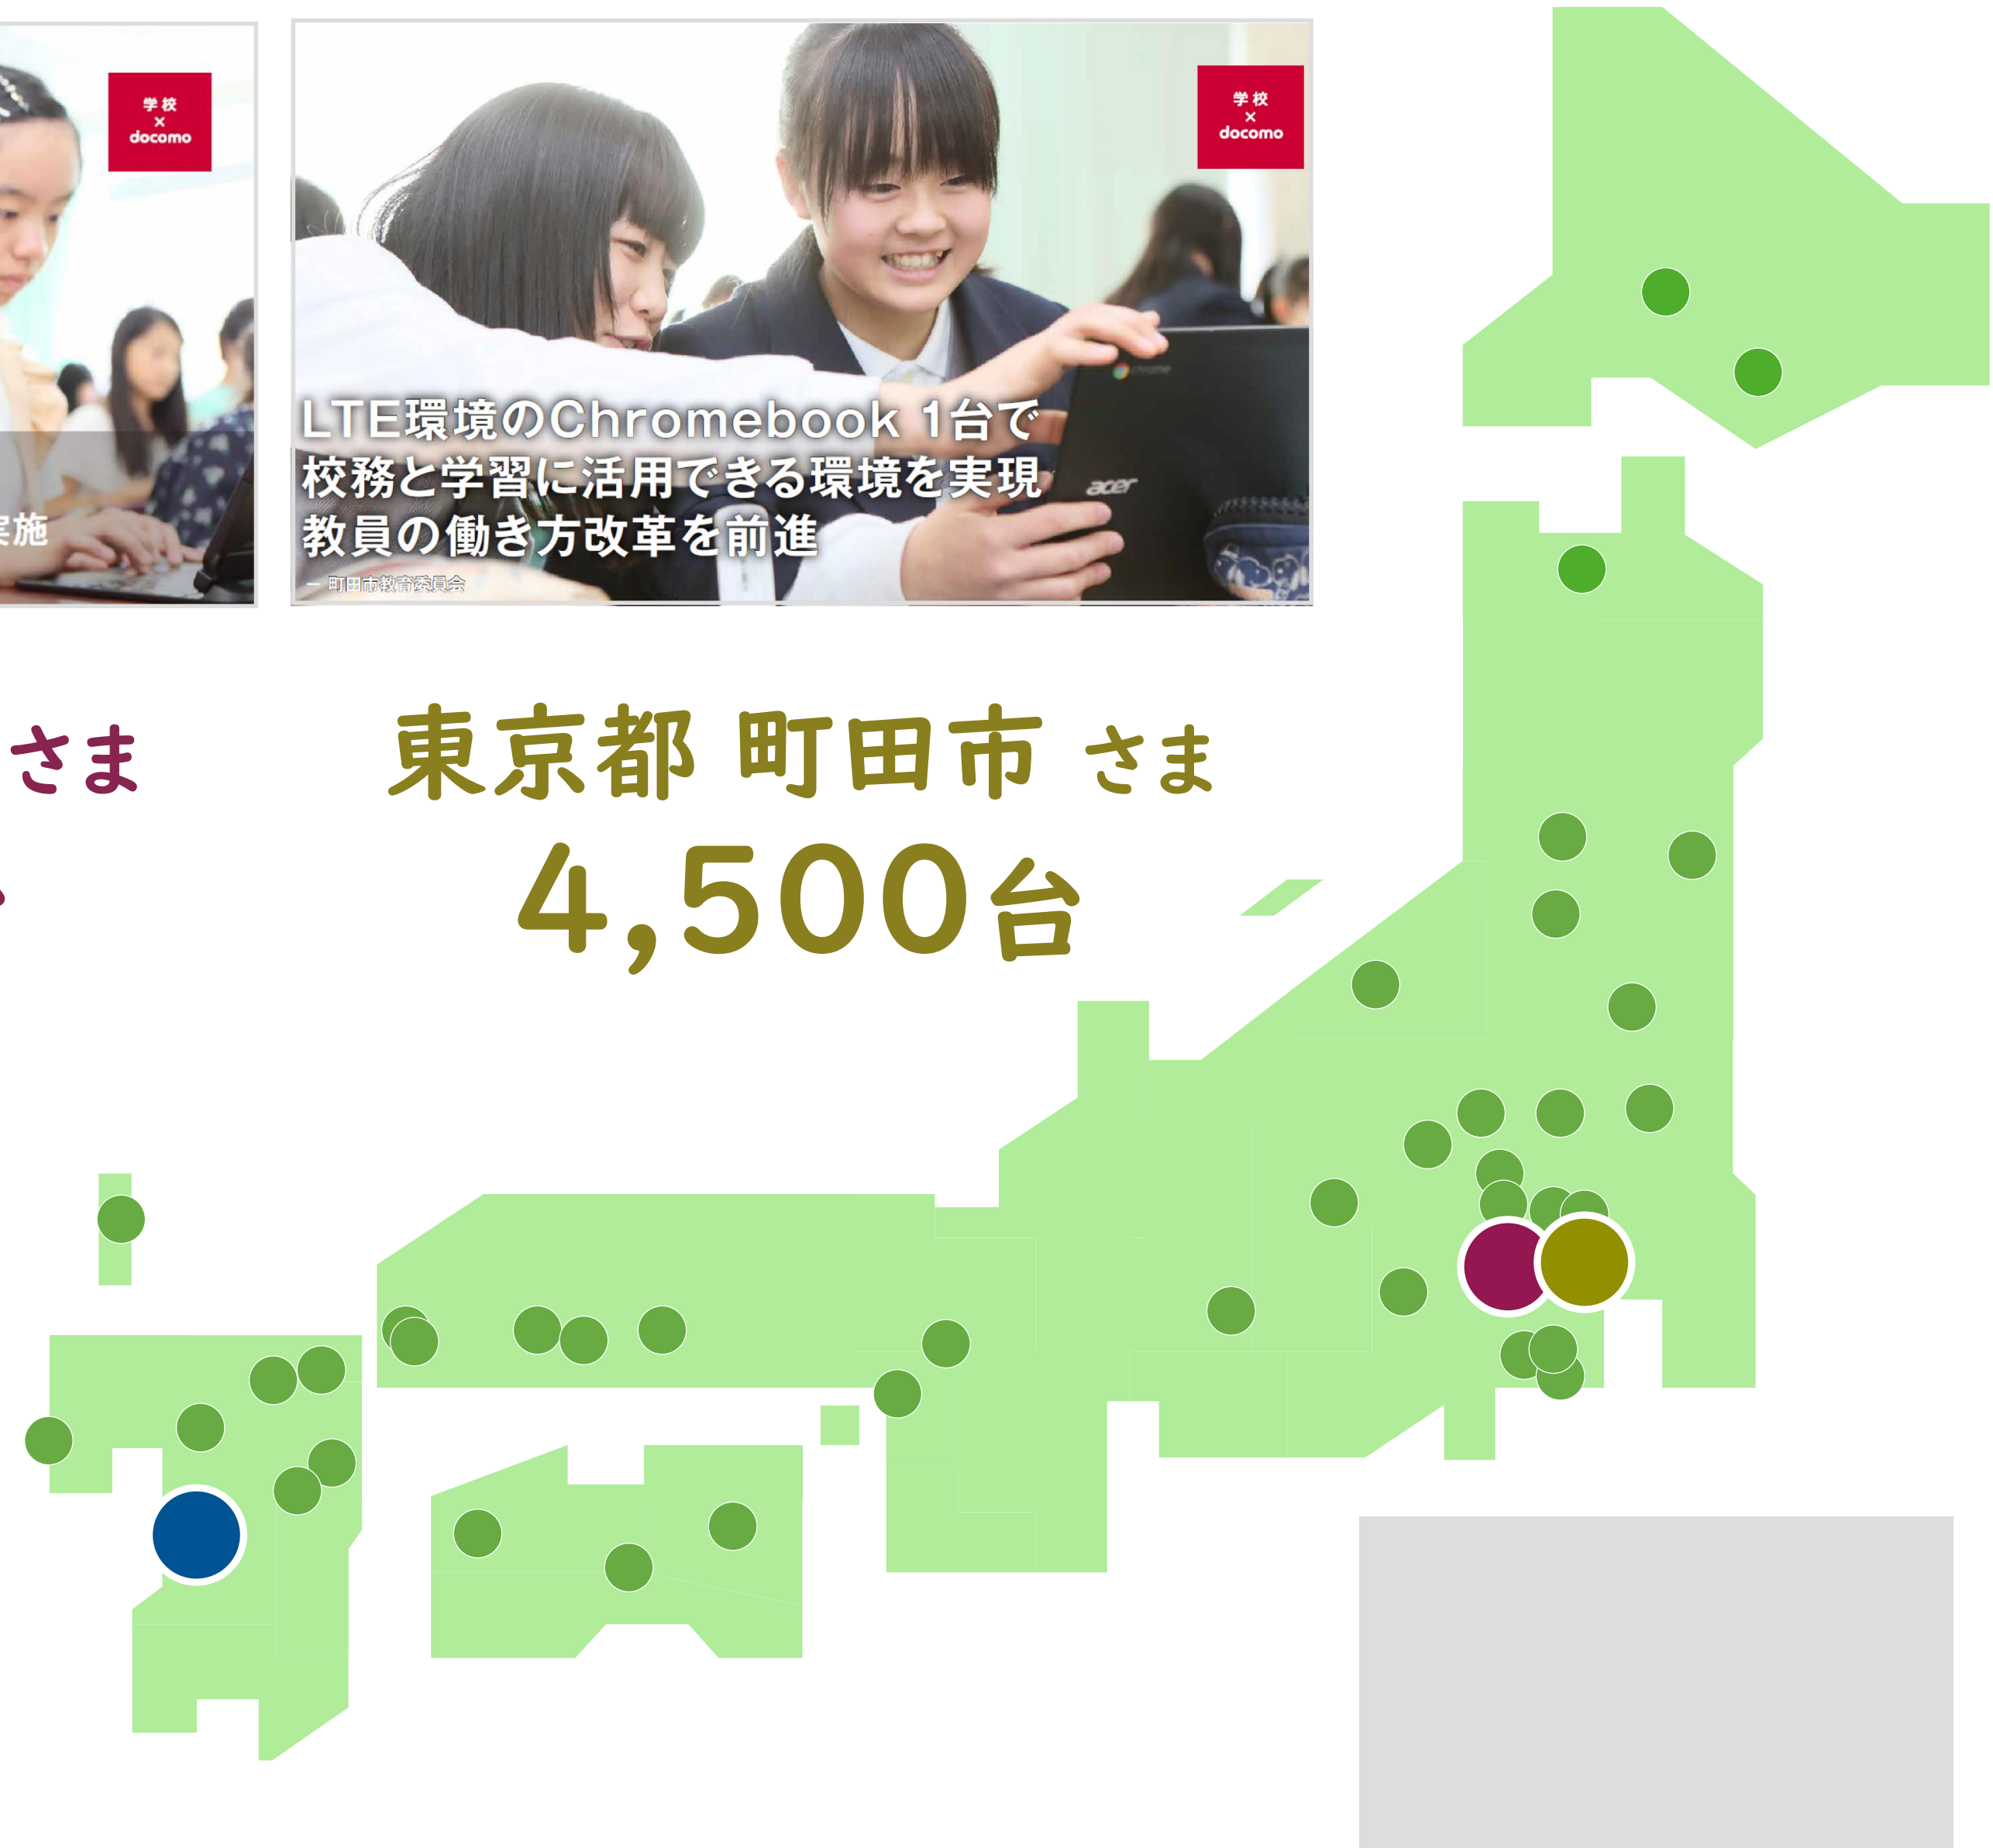 学校
×
docomo
実施
学校
×
docomo
chrome
acer
LTE環境のChromebook 1台で
校務と学習に活用できる環境を実現
教員の働き方改革を前進
− 町田市教育委員会
さま
東京都 町田市 さま
4,500台